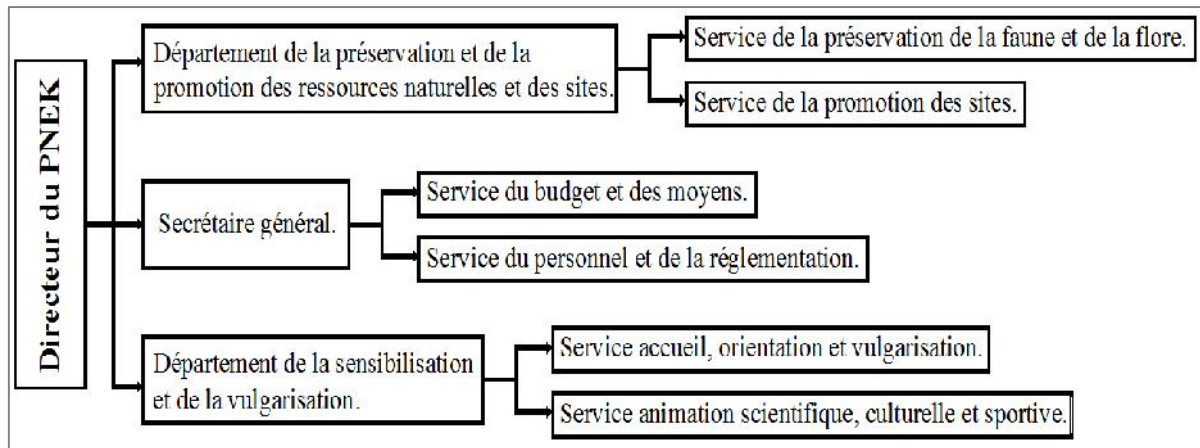 Directeur du PNEK
Département de la préservation et de la
promotion des ressources naturelles et des sites.
Service de la préservation de la faune et de la flore.
Service de la promotion des sites.
Secrétaire général.
Service du budget et des moyens.
Service du personnel et de la réglementation.
Département de la sensibilisation
et de la vulgarisation.
Service accueil, orientation et vulgarisation.
Service animation scientifique, culturelle et sportive.